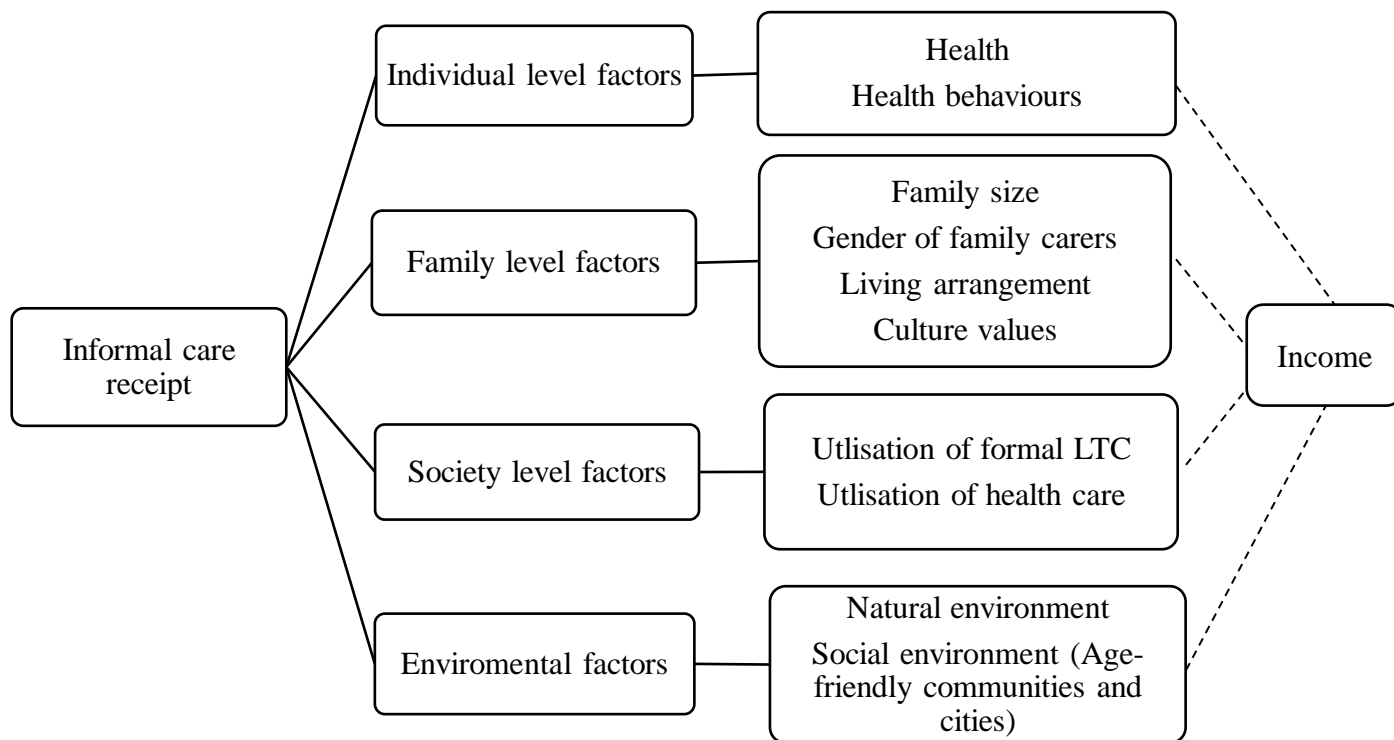 Individual level factors
Health
Health behaviours
Family level factors
Family size
Gender of family carers
Living arrangement
Culture values
Informal care
receipt
Income
Society level factors
Utlisation of formal LTC
Utlisation of health care
Enviromental factors
Natural environment
Social environment (Age-
friendly communities and
cities)